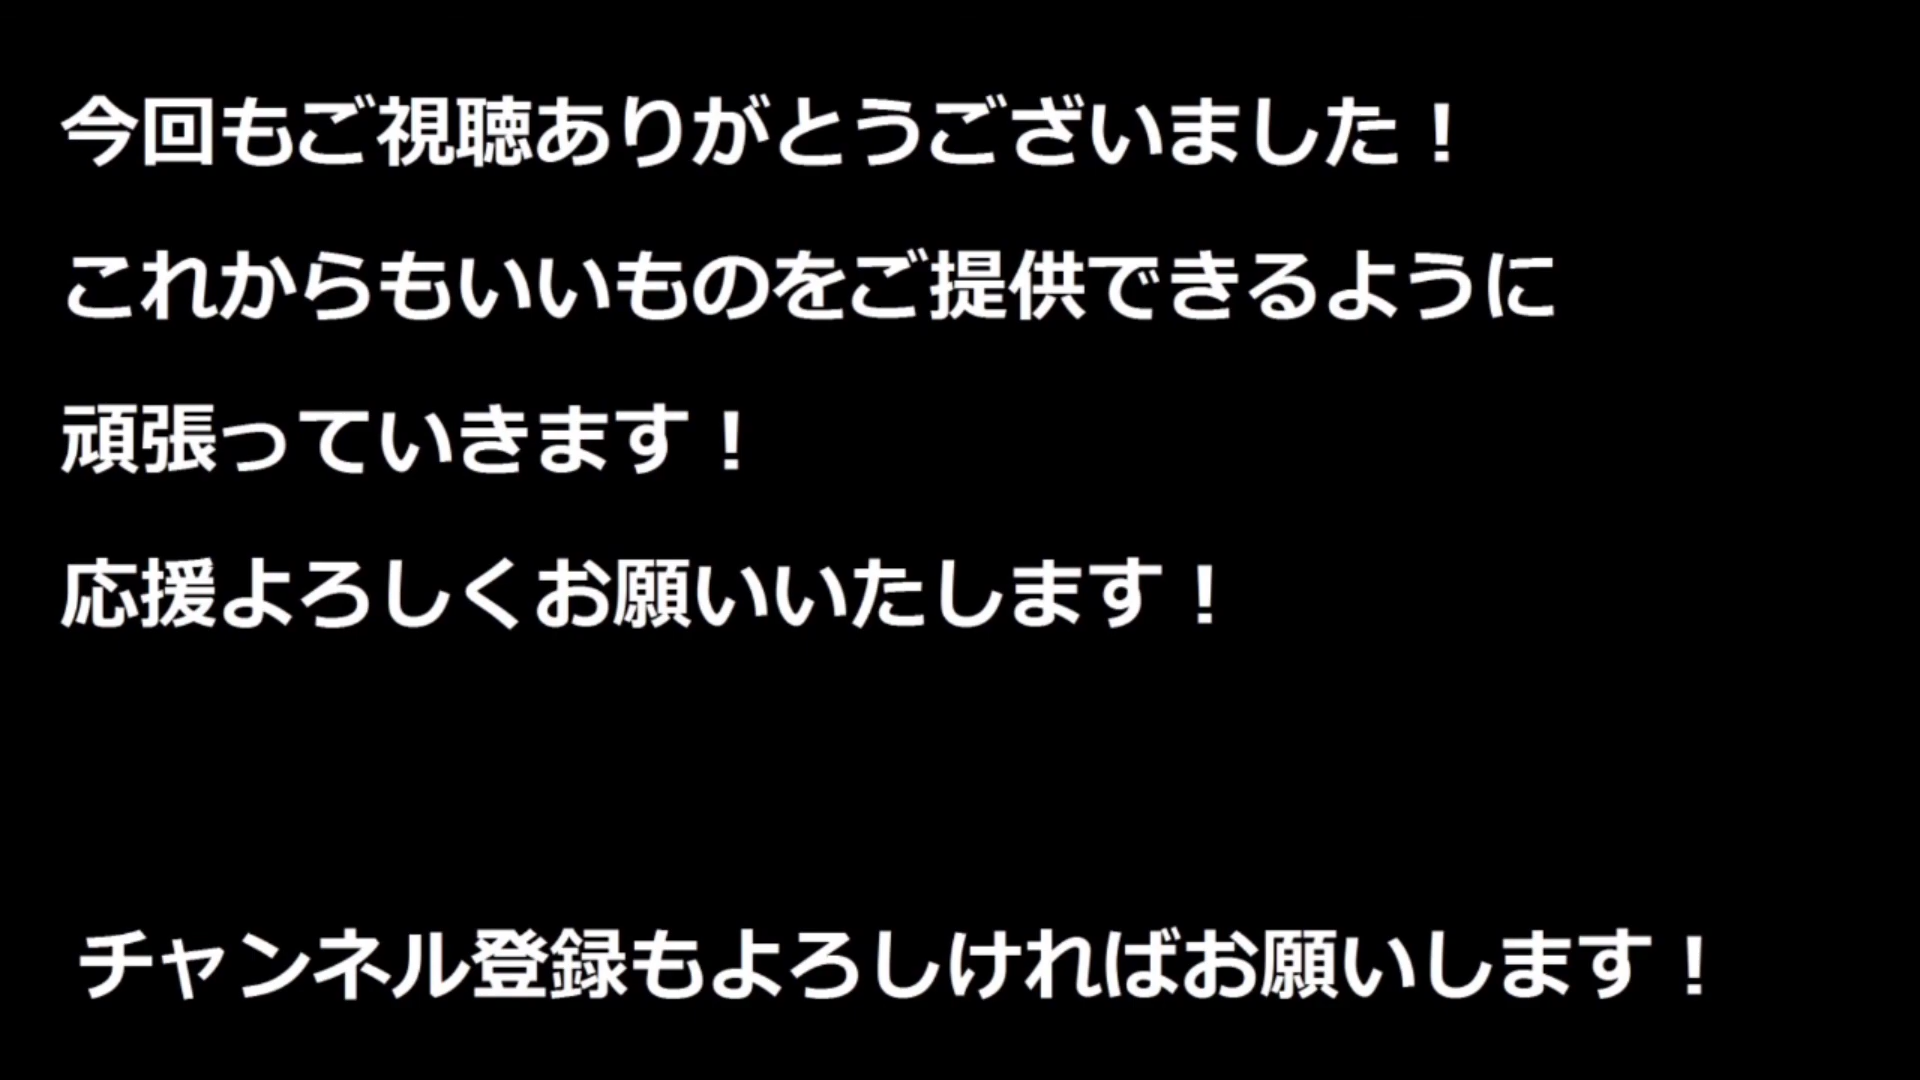 今回もご視聴ありがとうございました！
これからもいいものをご提供できるように
頑張っていきます！
応援よろしくお願いいたします！
チャンネル登録もよろしければお願いします！